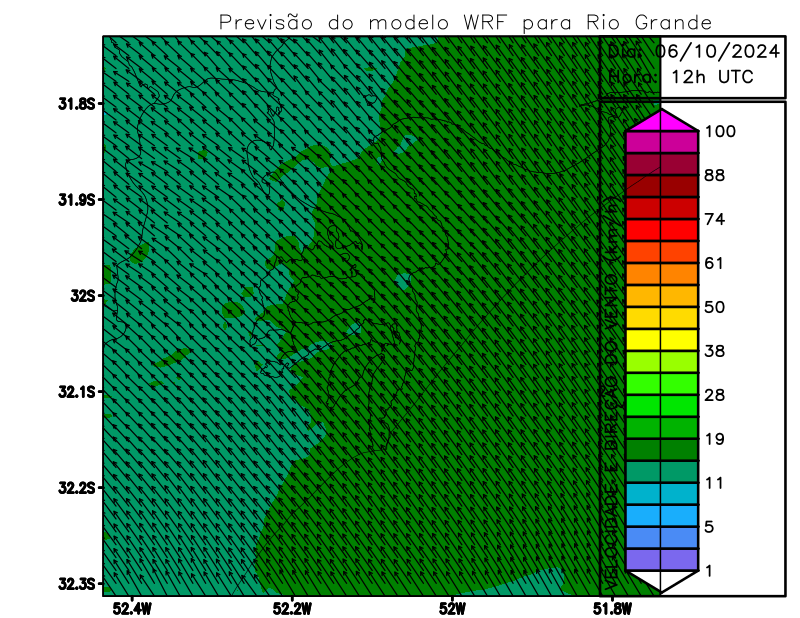 Previsão do modelo WRF para Rio Grande
Dia: 06/10/2024
Hora: 12h UTC
31.8S
31.9S
32S
32.1S
32.2S
32.3S
52.4W
52.2W
52W
51.8W
VELOCIDADE E DIREÇÃO DO VENTO (km/h)
100
88
74
61
50
38
28
19
11
5
1